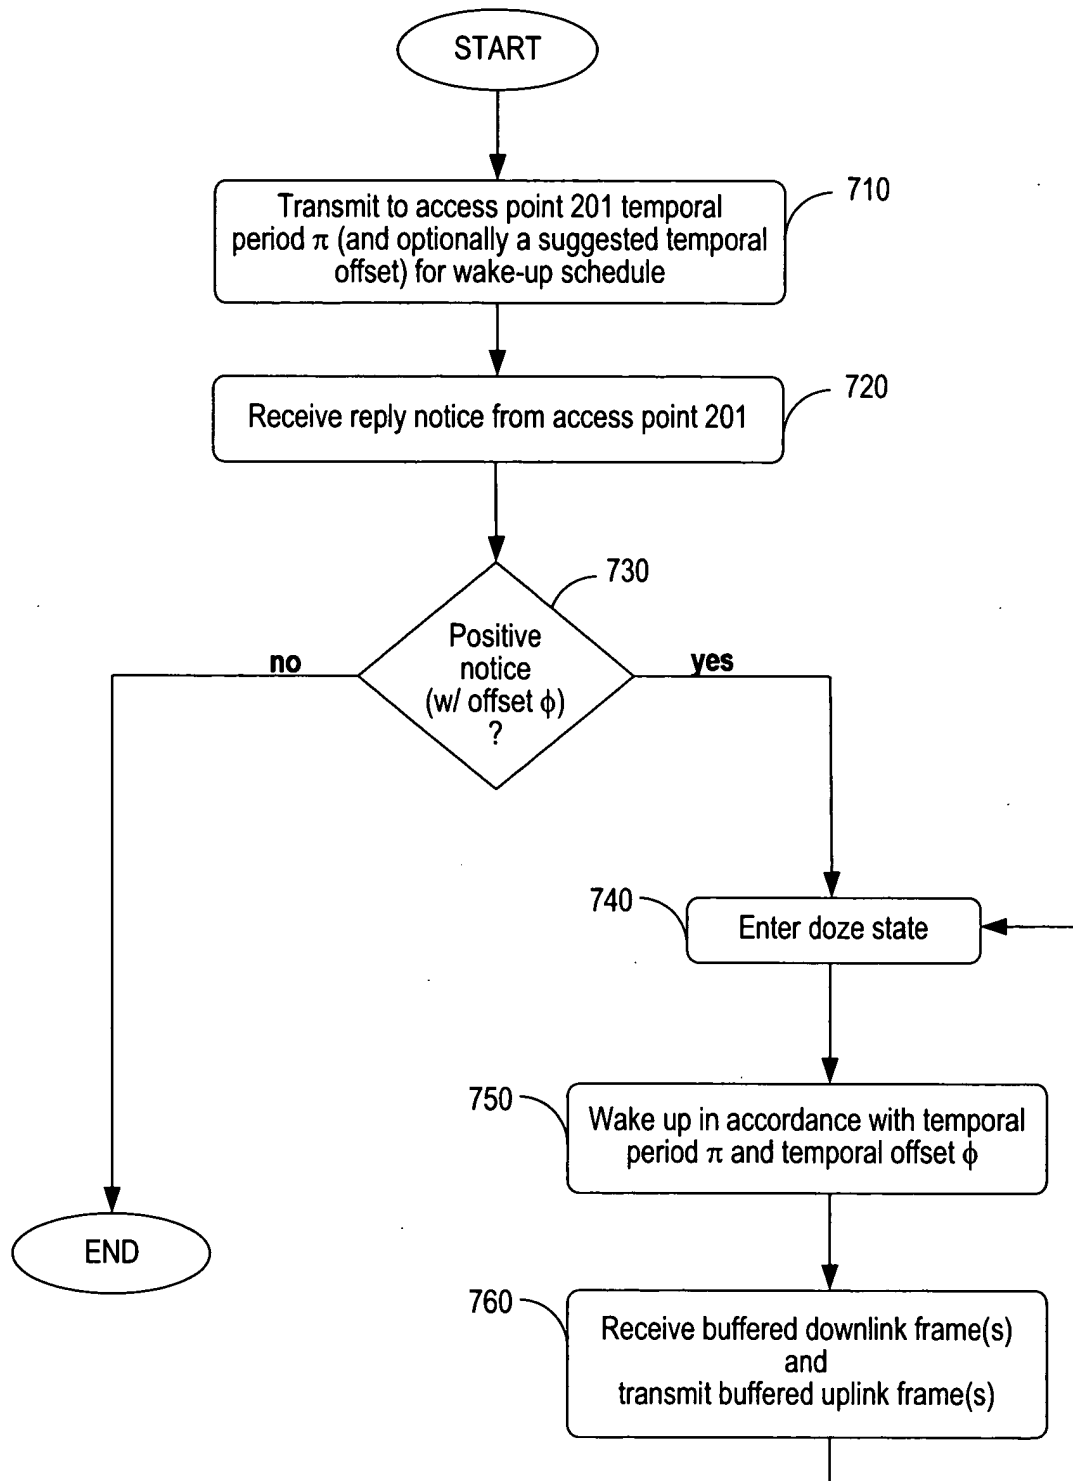 START
710
Transmit to access point 201 temporal
period π (and optionally a suggested temporal
offset) for wake-up schedule
720
Receive reply notice from access point 201
730
Positive
notice
(w/ offset ϕ)
?
no
yes
740
Enter doze state
750
Wake up in accordance with temporal
period π and temporal offset ϕ
END
760
Receive buffered downlink frame(s)
and
transmit buffered uplink frame(s)